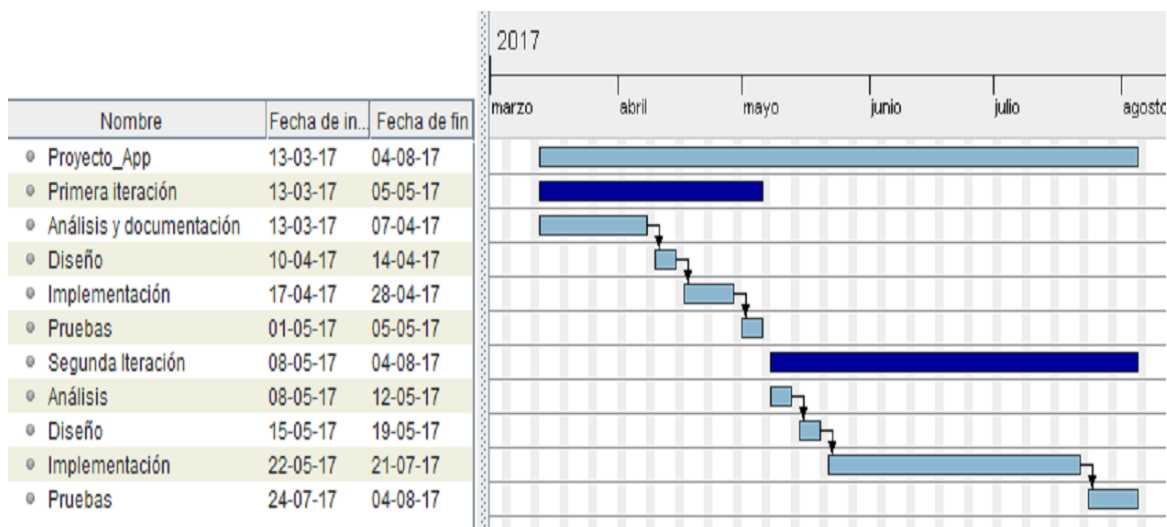 2017
marzo abril mayo junio julio agosto
Nombre Fecha de in... Fecha de fin
Proyecto_App 13-03-17 04-08-17
Primera iteración 13-03-17 05-05-17
Análisis y documentación 13-03-17 07-04-17
Diseño 10-04-17 14-04-17
Implementación 17-04-17 28-04-17
Pruebas 01-05-17 05-05-17
Segunda Iteración 08-05-17 04-08-17
Análisis 08-05-17 12-05-17
Diseño 15-05-17 19-05-17
Implementación 22-05-17 21-07-17
Pruebas 24-07-17 04-08-17